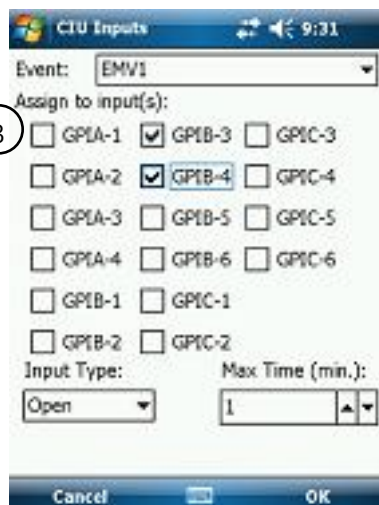 CIU Inputs 9:31
Event: EMV1
Assign to input(s):
GPIA-1 GPIB-3 GPIC-3
GPIA-2 GPIB-4 GPIC-4
GPIA-3 GPIB-5 GPIC-5
GPIA-4 GPIB-6 GPIC-6
GPIB-1 GPIC-1
GPIB-2 GPIC-2
Input Type: Max Time (min.):
Open 1
Cancel OK